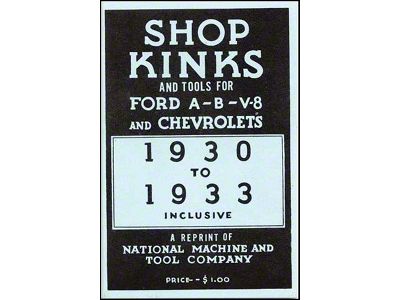 SHOP
KINKS
AND TOOLS FOR
FORD A-B-V-8
AND CHEVROLET'S
1930
TO
1933
INCLUSIVE
A REPRINT OF
NATIONAL MACHINE AND
TOOL COMPANY
PRICE--$1.00